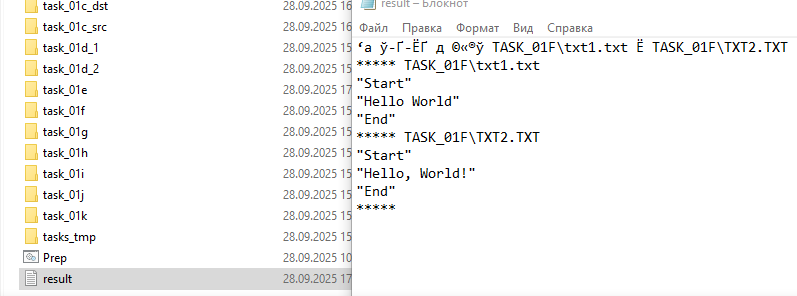 task_01c_dst 28.09.2025 16
task_01c_src 28.09.2025 16
task_01d_1 28.09.2025 15
task_01d_2 28.09.2025 15
task_01e 28.09.2025 17
task_01f 28.09.2025 15
task_01g 28.09.2025 15
task_01h 28.09.2025 15
task_01i 28.09.2025 15
task_01j 28.09.2025 15
task_01k 28.09.2025 15
tasks_tmp 28.09.2025 15
Prep 28.09.2025 10
result 28.09.2025 17
result – Блокнот
Файл Правка Формат Вид Справка
‘а ў-Ґ-ЁҐ д ©«®ў TASK_01F\txt1.txt Ё TASK_01F\TXT2.TXT
***** TASK_01F\txt1.txt
"Start"
"Hello World"
"End"
***** TASK_01F\TXT2.TXT
"Start"
"Hello, World!"
"End"
*****